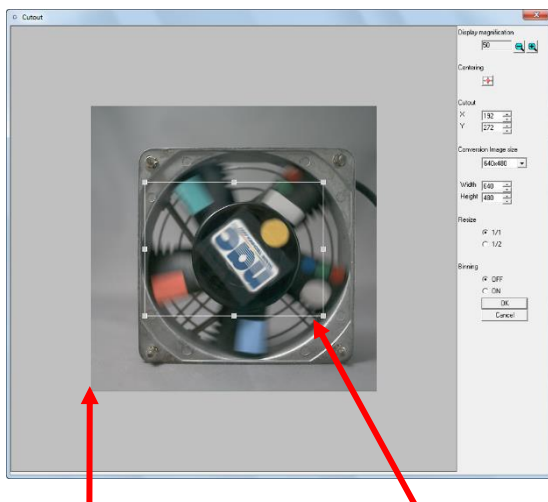 Cutout
Display magnification
50
Centering
Cutout
X 192
Y 272
Conversion Image size
640x480
Width 640
Height 480
Resize
1/1
1/2
Binning
OFF
ON
OK
Cancel